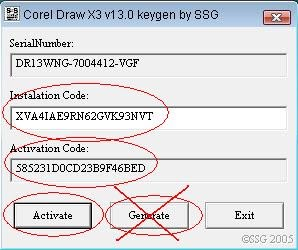 Corel Draw X3 v13.0 keygen by SSG
SerialNumber:
DR13WNG-7004412-VGF
Instalation Code:
XVA4IAE9RN62GVK93NVT
Activation Code:
585231D0CD23B9F46BED
Activate
Generate
Exit
©SSG 2005